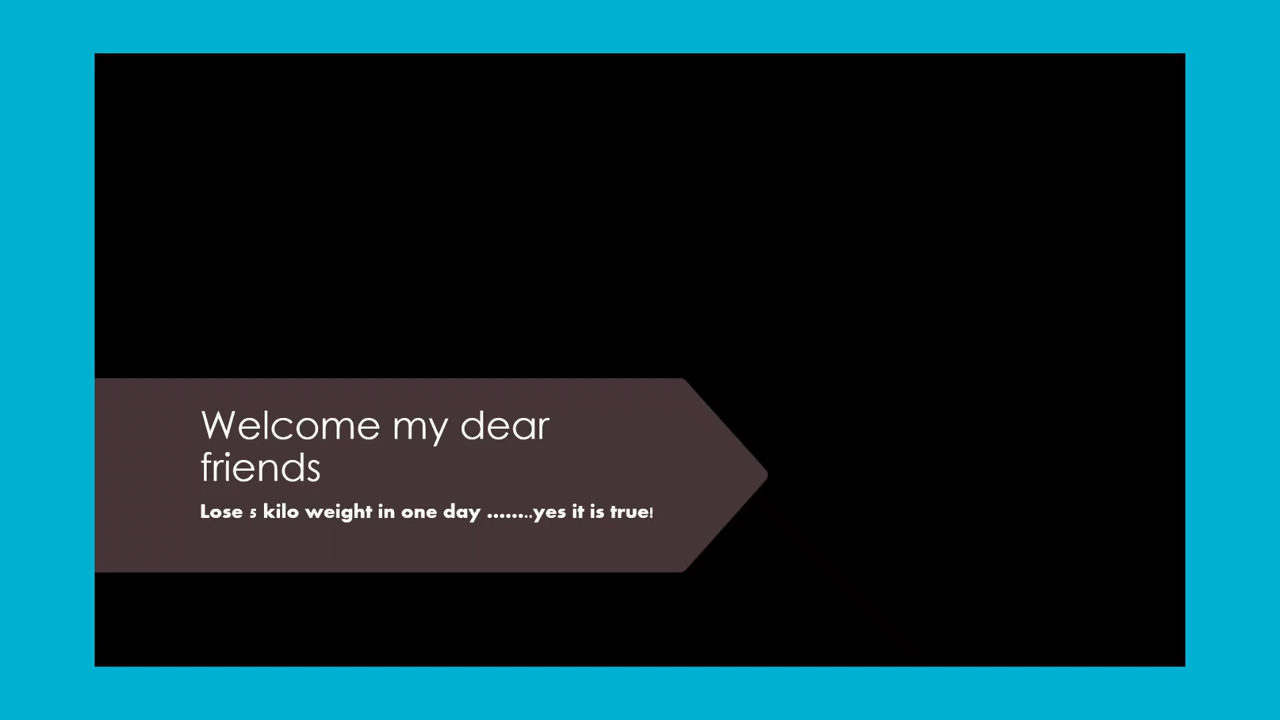 Welcome my dear
friends
Lose 5 kilo weight in one day ........yes it is true!